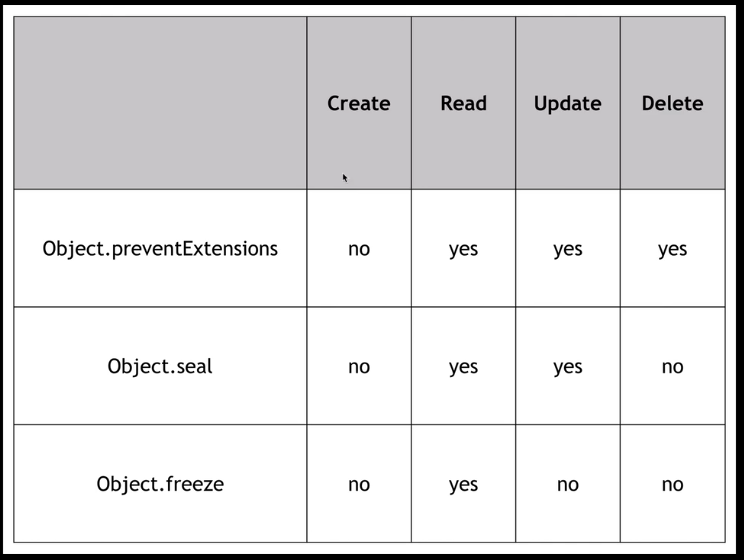 Create Read Update Delete
Object.preventExtensions no yes yes yes
Object.seal no yes yes no
Object.freeze no yes no no